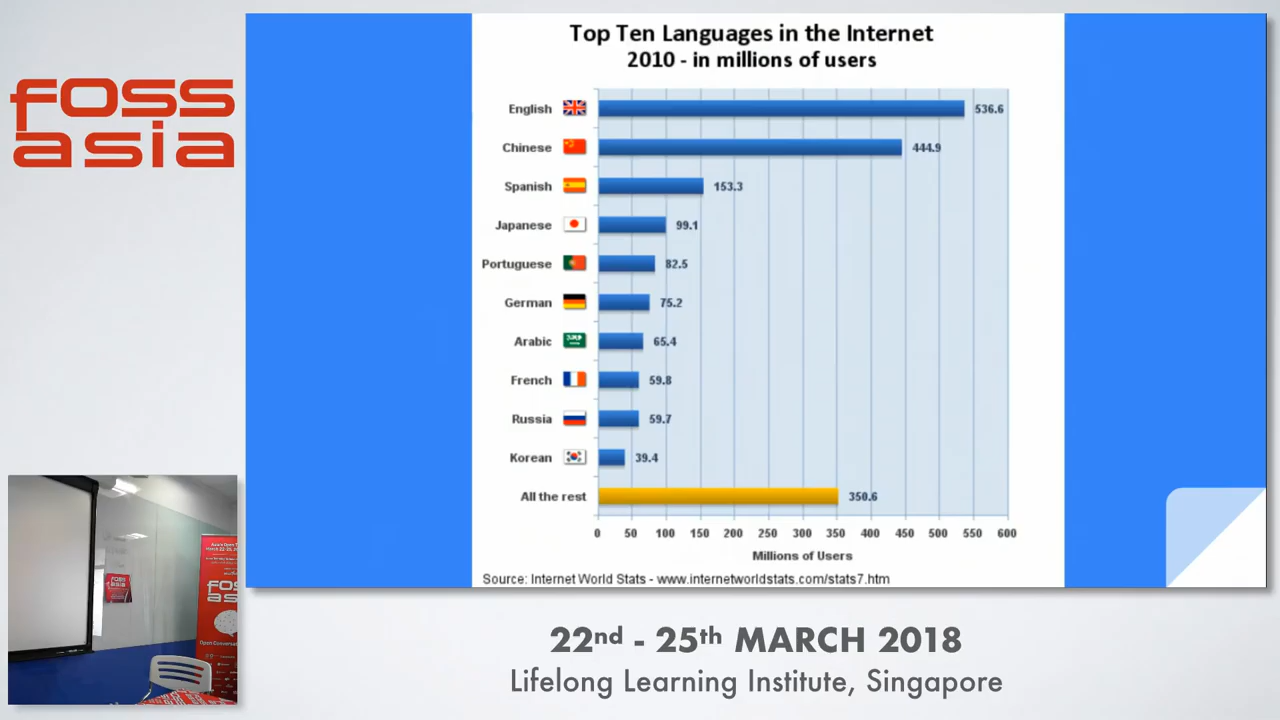 foss
asia
Top Ten Languages in the Internet
2010 - in millions of users
English 536.6
Chinese 444.9
Spanish 153.3
Japanese 99.1
Portuguese 82.5
German 75.2
Arabic 65.4
French 59.8
Russia 59.7
Korean 39.4
All the rest 350.6
0 50 100 150 200 250 300 350 400 450 500 550 600
Millions of Users
Source: Internet World Stats - www.internetworldstats.com/stats7.htm
FOSS
ASIA
22nd - 25th MARCH 2018
Lifelong Learning Institute, Singapore